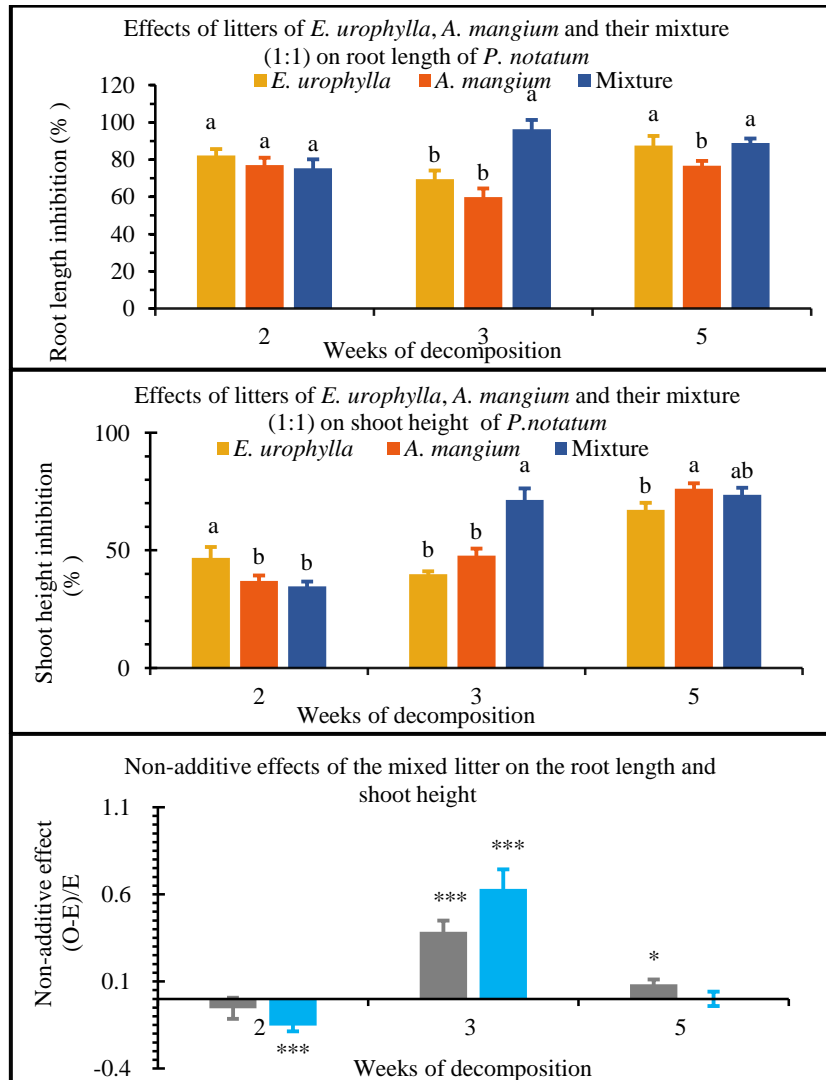 Effects of litters of E. urophylla, A. mangium and their mixture
(1:1) on root length of P. notatum
E. urophylla A. mangium Mixture
Root length inhibition (% )
120
100
80
60
40
20
0
a a a
b b a
a b a
2 3 5
Weeks of decomposition
Effects of litters of E. urophylla, A. mangium and their mixture
(1:1) on shoot height of P.notatum
E. urophylla A. mangium Mixture
Shoot height inhibition
(% )
100
50
0
a b b
b b a
b a ab
2 3 5
Weeks of decomposition
Non-additive effects of the mixed litter on the root length and
shoot height
Non-additive effect
(O-E)/E
1.1
0.6
0.1
-0.4
***
*** ***
*
2 3 5
Weeks of decomposition